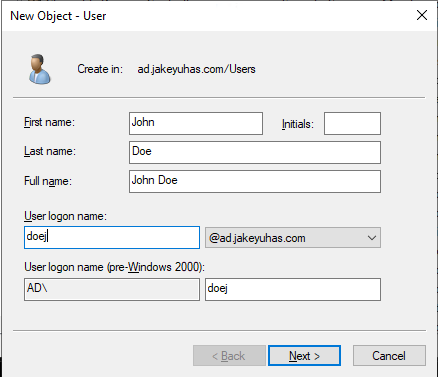 New Object - User
Create in: ad.jakeyuhas.com/Users
First name: John Initials:
Last name: Doe
Full name: John Doe
User logon name:
doej @ad.jakeyuhas.com
User logon name (pre-Windows 2000):
AD\ doej
< Back Next > Cancel